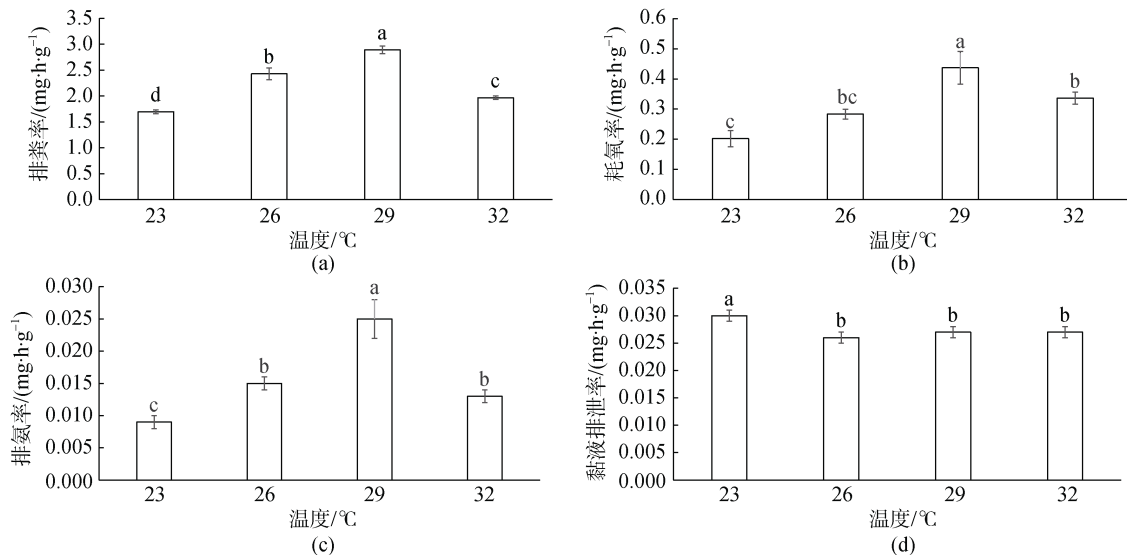 排粪率/(mg·h·g⁻¹)
3.5
3.0
2.5
2.0
1.5
1.0
0.5
0.0
d
b
a
c
23 26 29 32
温度/℃
(a)
耗氧率/(mg·h·g⁻¹)
0.6
0.5
0.4
0.3
0.2
0.1
0.0
c
bc
a
b
23 26 29 32
温度/℃
(b)
排氨率/(mg·h·g⁻¹)
0.030
0.025
0.020
0.015
0.010
0.005
0.000
c
b
a
b
23 26 29 32
温度/℃
(c)
黏液排泄率/(mg·h·g⁻¹)
0.035
0.030
0.025
0.020
0.015
0.010
0.005
0.000
a
b
b
b
23 26 29 32
温度/℃
(d)